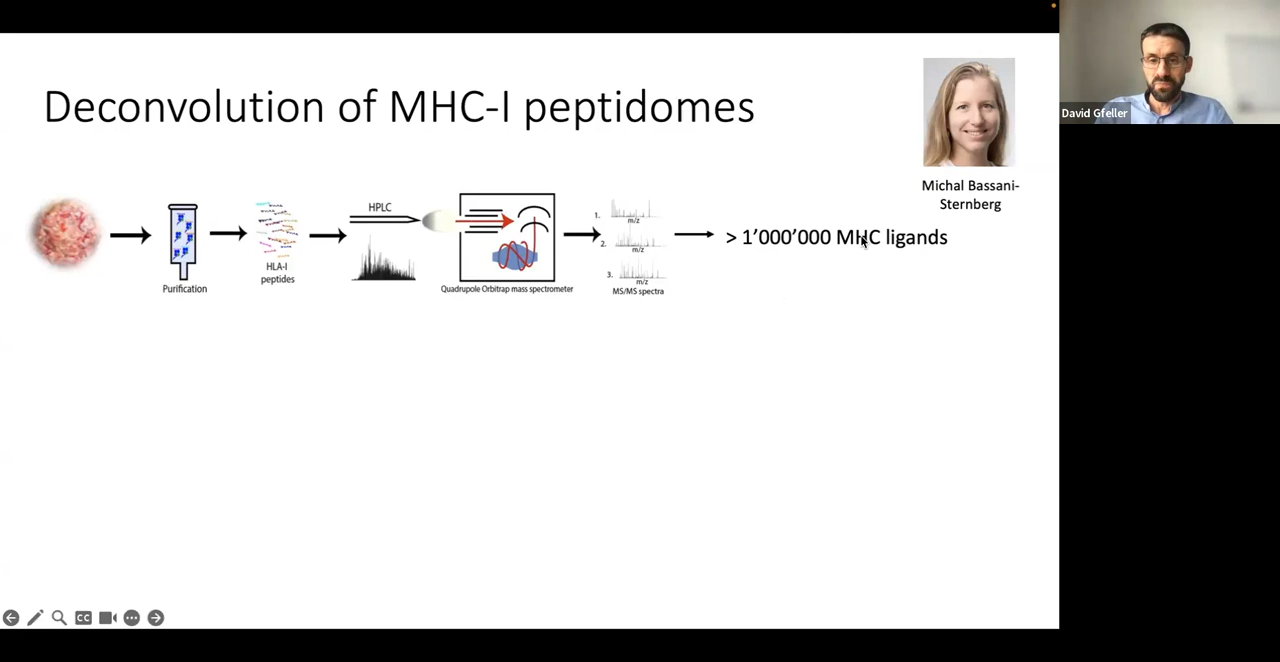 David Gfeller
Deconvolution of MHC-I peptidomes
Michal Bassani-
Sternberg
Purification
HLA-I
peptides
HPLC
Quadrupole Orbitrap mass spectrometer
1.
m/z
2.
m/z
3.
m/z
MS/MS spectra
> 1’000’000 MHC ligands
CC